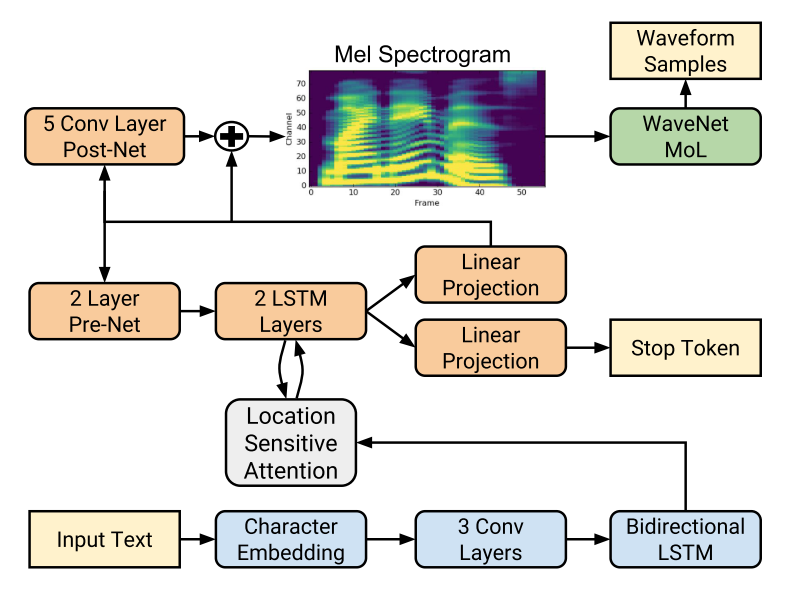 Mel Spectrogram
Waveform
Samples
5 Conv Layer
Post-Net
WaveNet
MoL
Channel
70
60
50
40
30
20
10
0
0 10 20 30 40 50
Frame
2 Layer
Pre-Net
2 LSTM
Layers
Linear
Projection
Linear
Projection
Stop Token
Location
Sensitive
Attention
Input Text
Character
Embedding
3 Conv
Layers
Bidirectional
LSTM